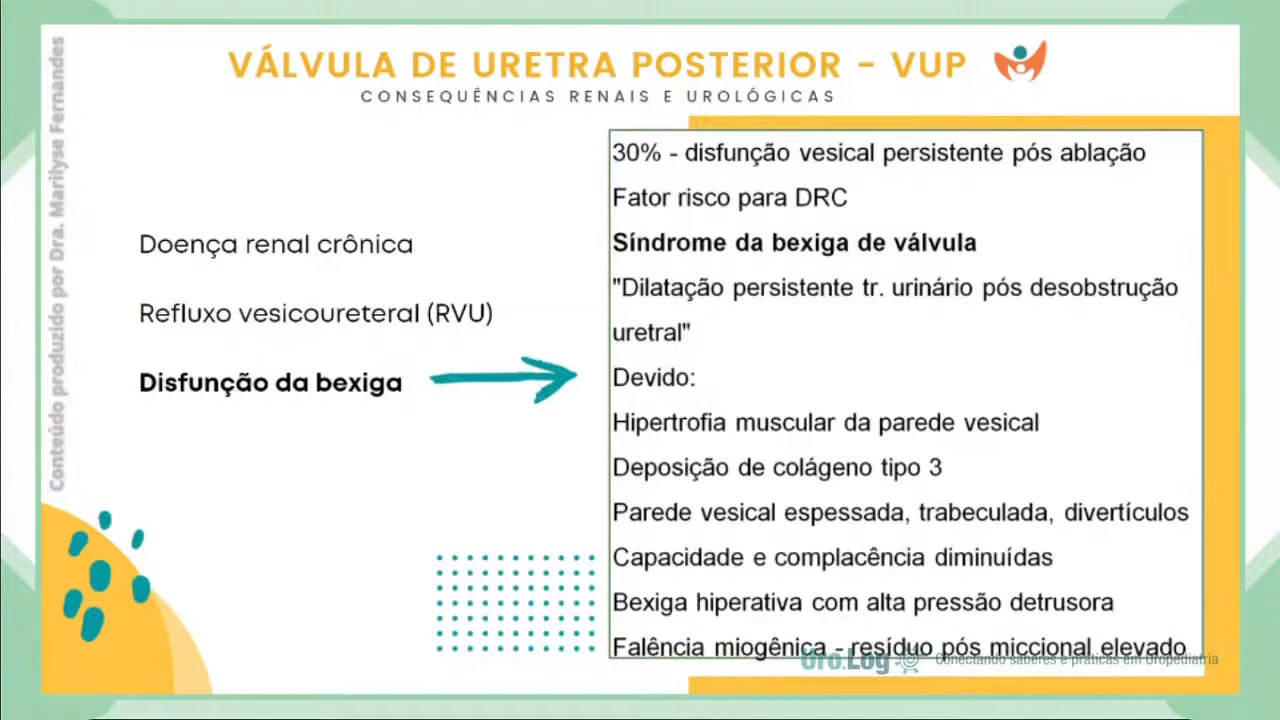 VÁLVULA DE URETRA POSTERIOR - VUP
CONSEQUÊNCIAS RENAIS E UROLÓGICAS
Conteúdo produzido por Dra. Marilyse Fernandes
Doença renal crônica
Refluxo vesicoureteral (RVU)
Disfunção da bexiga
30% - disfunção vesical persistente pós ablação
Fator risco para DRC
Síndrome da bexiga de válvula
"Dilatação persistente tr. urinário pós desobstrução
uretral"
Devido:
Hipertrofia muscular da parede vesical
Deposição de colágeno tipo 3
Parede vesical espessada, trabeculada, divertículos
Capacidade e complacência diminuídas
Bexiga hiperativa com alta pressão detrusora
Falência miogênica - resíduo pós miccional elevado
Uro.Log Conectando saberes e práticas em Uropediatria